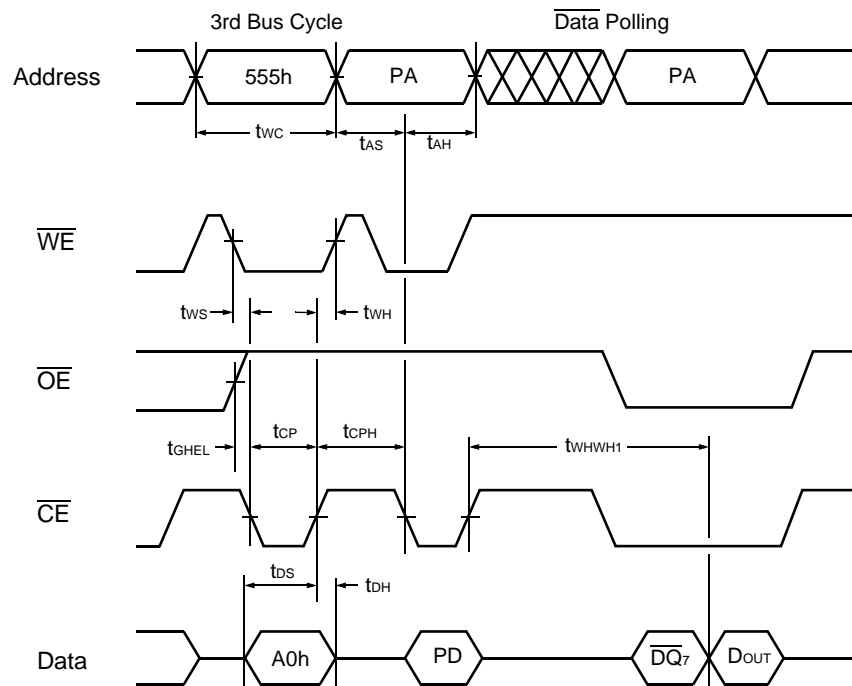 3rd Bus Cycle
Data Polling
Address
555h
PA
PA
tWC
tAS
tAH
WE
tWS
tWH
OE
tGHEL
tCP
tCPH
tWHWH1
CE
tDS
tDH
Data
A0h
PD
DQ7
DOUT